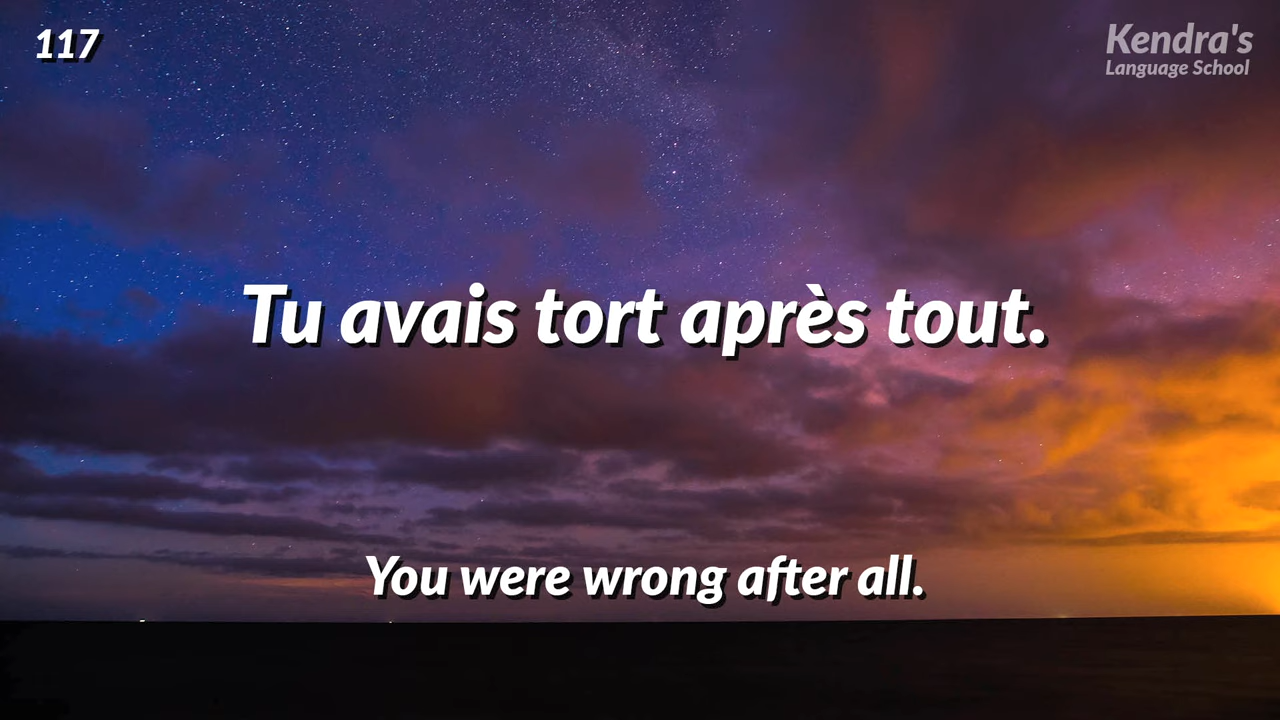 117
Kendra's
Language School
Tu avais tort après tout.
You were wrong after all.